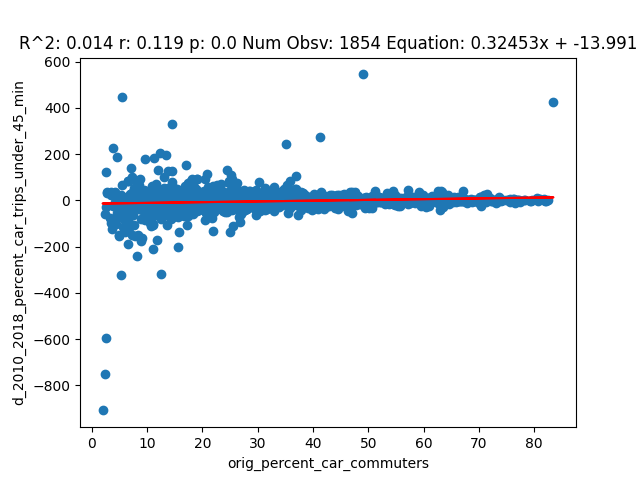 R^2: 0.014 r: 0.119 p: 0.0 Num Obsv: 1854 Equation: 0.32453x + -13.991
d_2010_2018_percent_car_trips_under_45_min
600
400
200
0
−200
−400
−600
−800
0 10 20 30 40 50 60 70 80
orig_percent_car_commuters